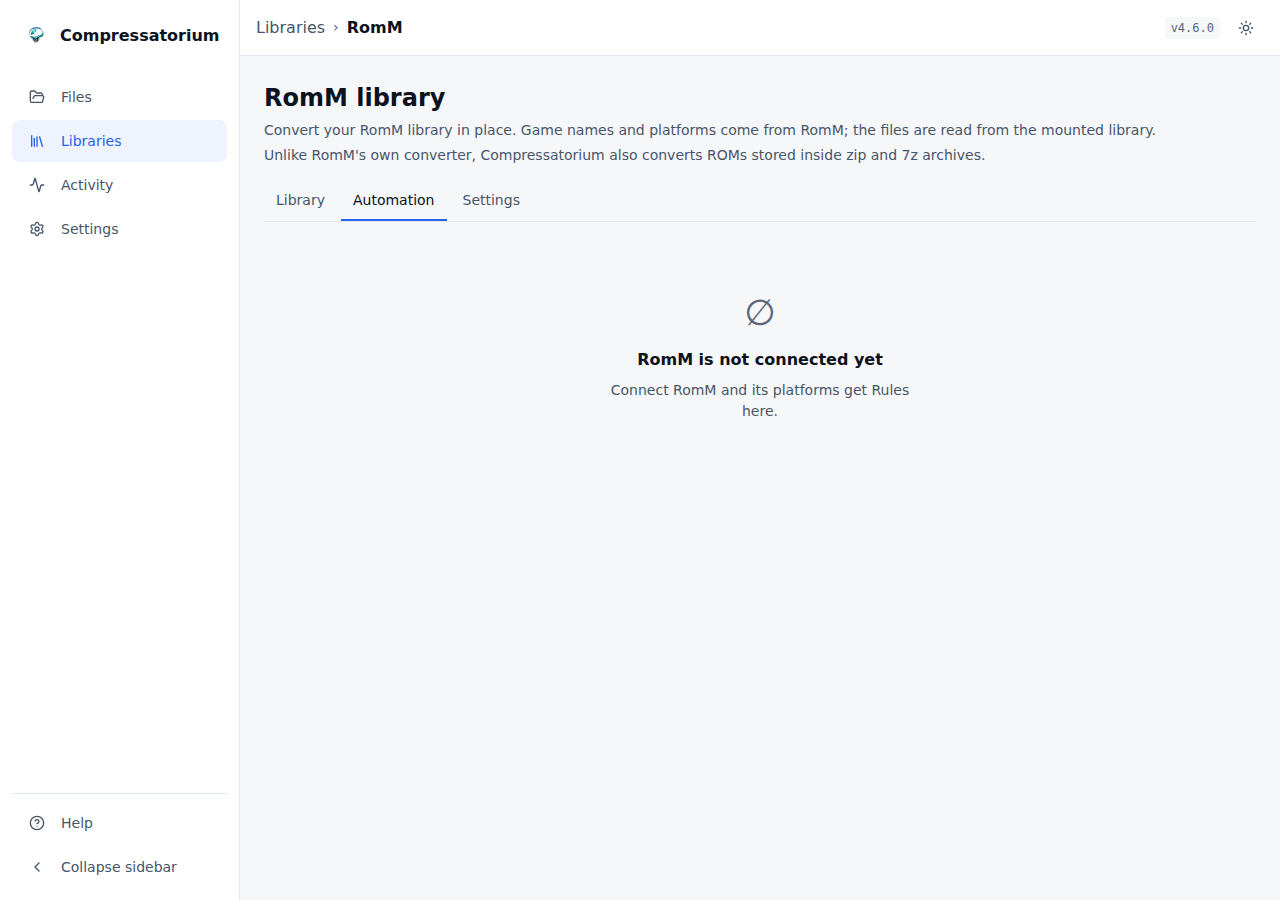 Compressatorium
Libraries › RomM
v4.6.0
Files
Libraries
Activity
Settings
RomM library
Convert your RomM library in place. Game names and platforms come from RomM; the files are read from the mounted library.
Unlike RomM's own converter, Compressatorium also converts ROMs stored inside zip and 7z archives.
Library Automation Settings
∅
RomM is not connected yet
Connect RomM and its platforms get Rules
here.
Help
Collapse sidebar